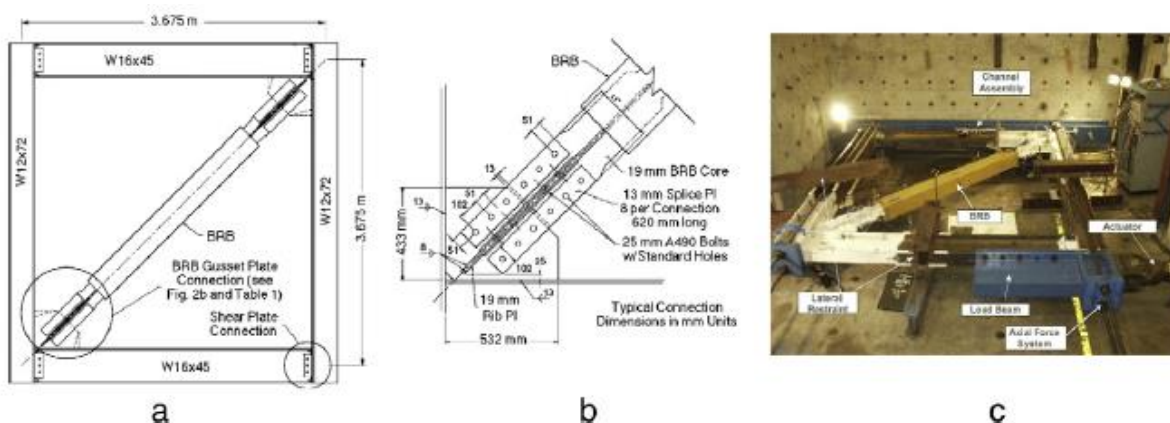 3.675 m
W16x45
W12x72
W12x72
3.675 m
BRB
BRB Gusset Plate
Connection (see
Fig. 2b and Table 1)
Shear Plate
Connection
W16x45
a
BRB
51
13
51
102
13
433 mm
8
51
19 mm BRB Core
13 mm Splice Pl
8 per Connection
620 mm long
25 mm A490 Bolts
w/Standard Holes
25
102
13
19 mm
Rib Pl
Typical Connection
Dimensions in mm Units
532 mm
b
Channel
Assembly
BRB
Actuator
Lateral
Restraint
Load Beam
Axial Force
System
c